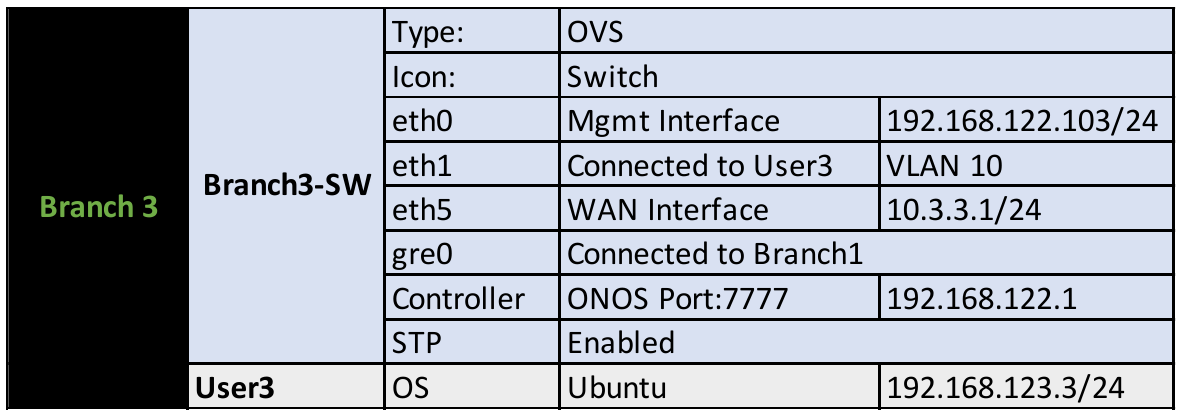 Branch 3
Branch3-SW
Type: OVS
Icon: Switch
eth0 Mgmt Interface 192.168.122.103/24
eth1 Connected to User3 VLAN 10
eth5 WAN Interface 10.3.3.1/24
gre0 Connected to Branch1
Controller ONOS Port:7777 192.168.122.1
STP Enabled
User3 OS Ubuntu 192.168.123.3/24